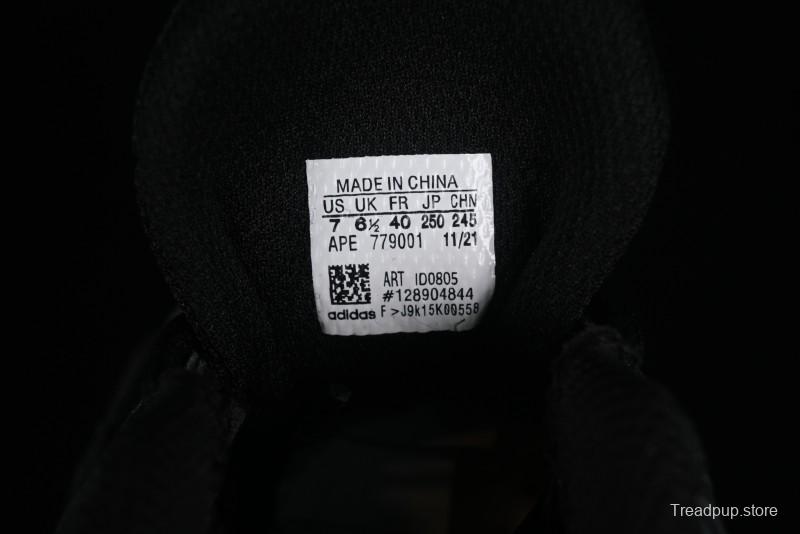 MADE IN CHINA
US UK FR JP CHN
7 6½ 40 250 245
APE 779001 11/21
ART ID0805
#128904844
adidas F>J9k15K00558
Treadpup.store